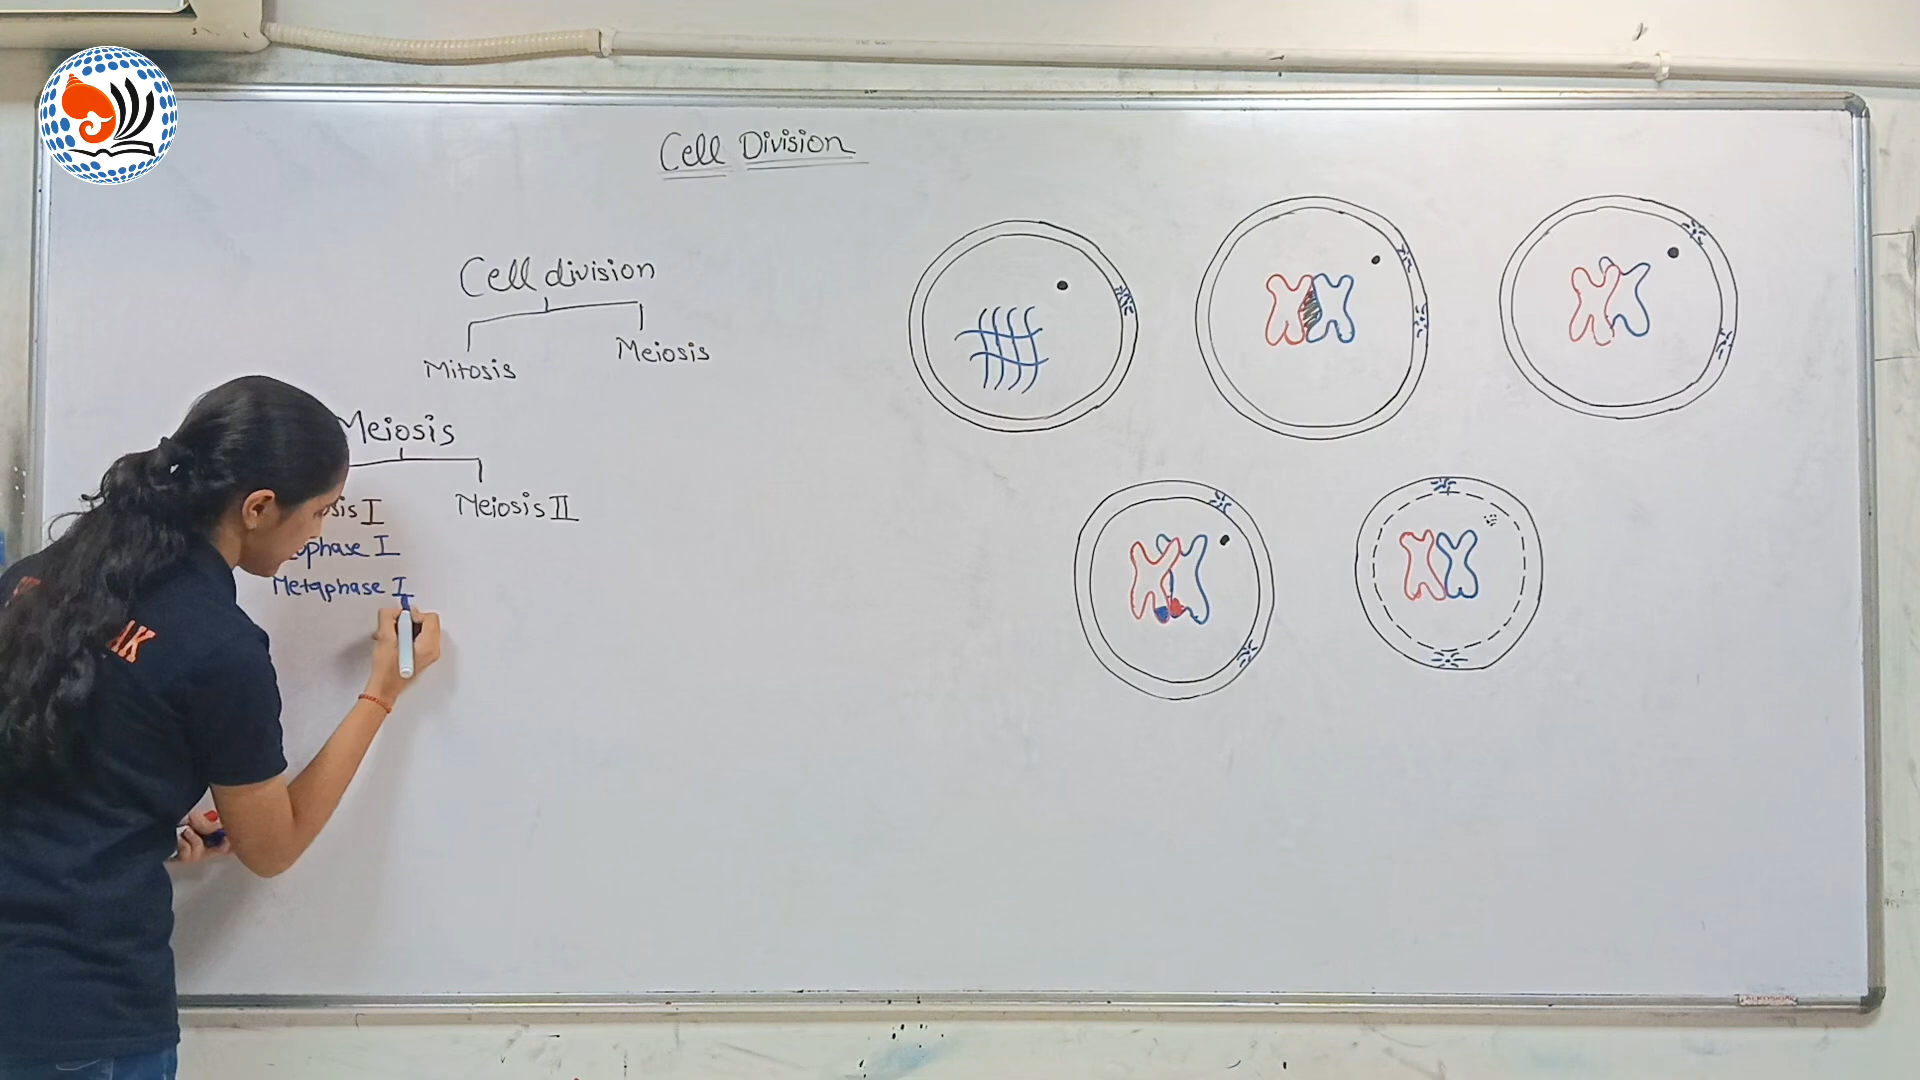 Cell Division
Cell division
Mitosis
Meiosis
Meiosis
Meiosis II
Metaphase I